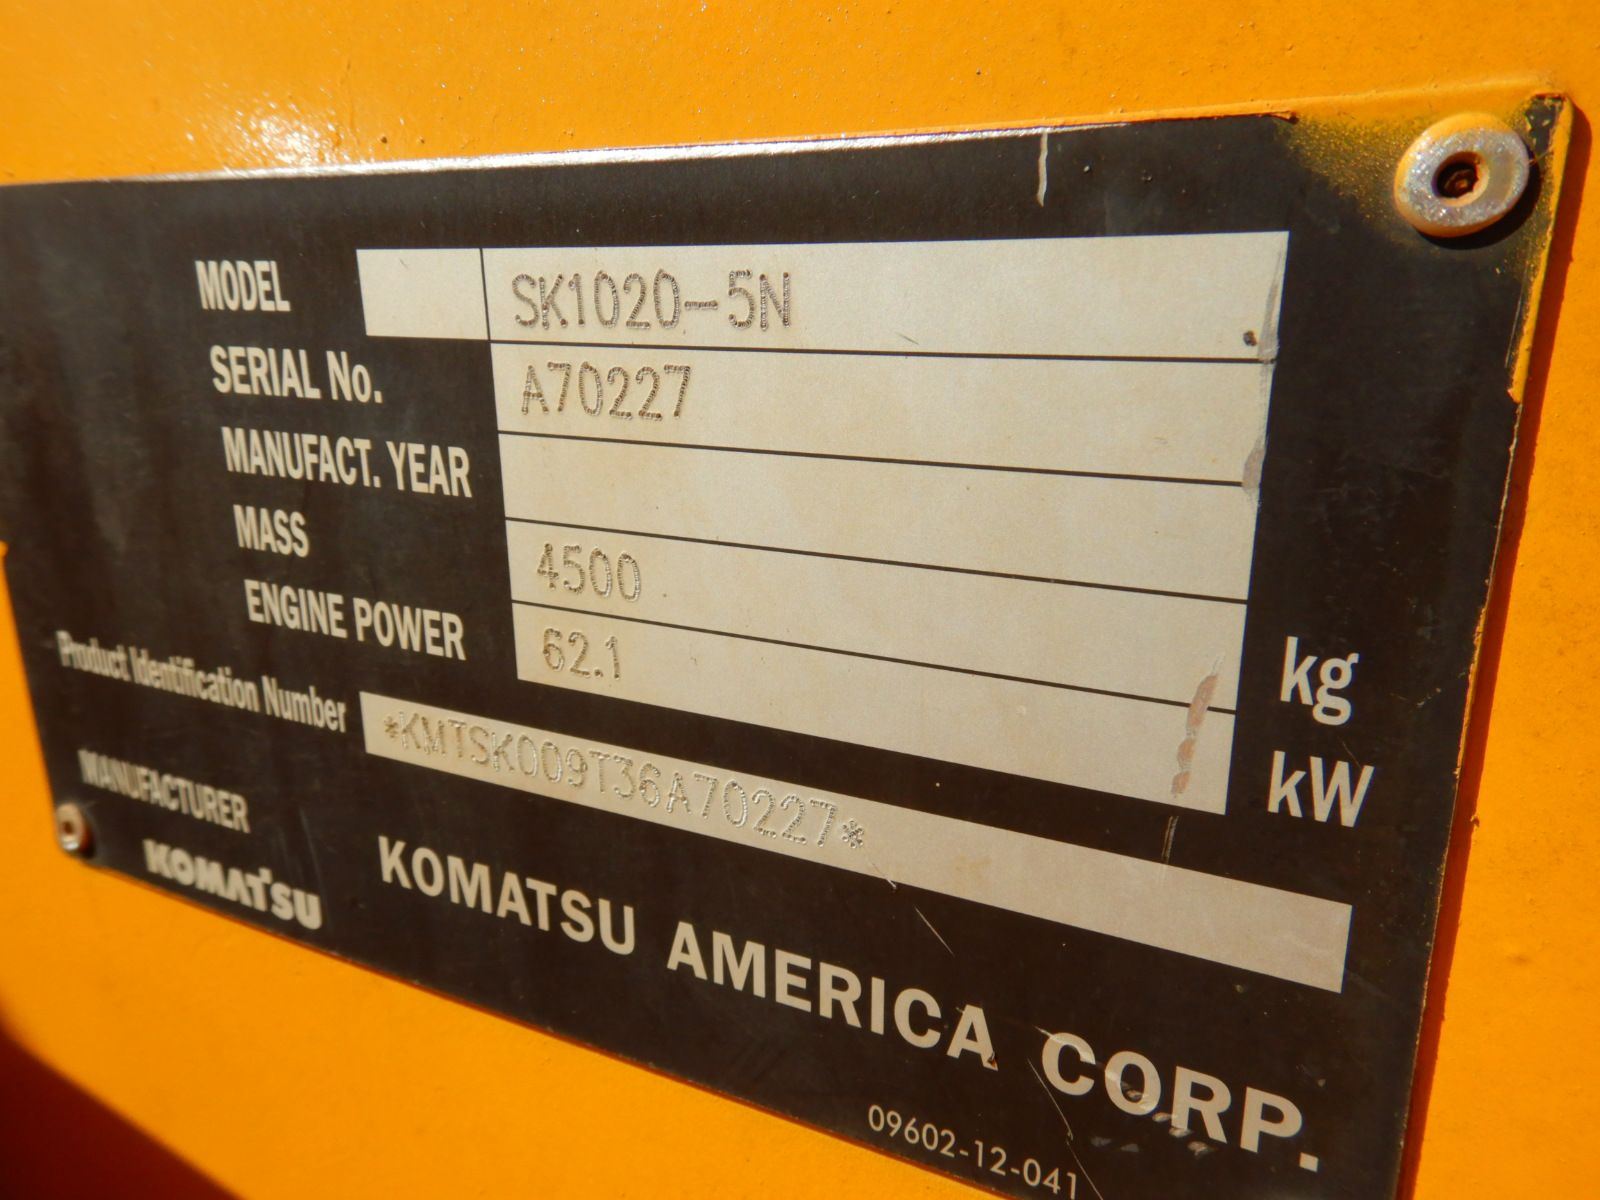 MODEL SK1020-5N
SERIAL No. A70227
MANUFACT. YEAR
MASS 4500 kg
ENGINE POWER 62.1 kW
Product Identification Number *KMTSK009T36A70227*
MANUFACTURER
KOMATSU KOMATSU AMERICA CORP.
09602-12-041